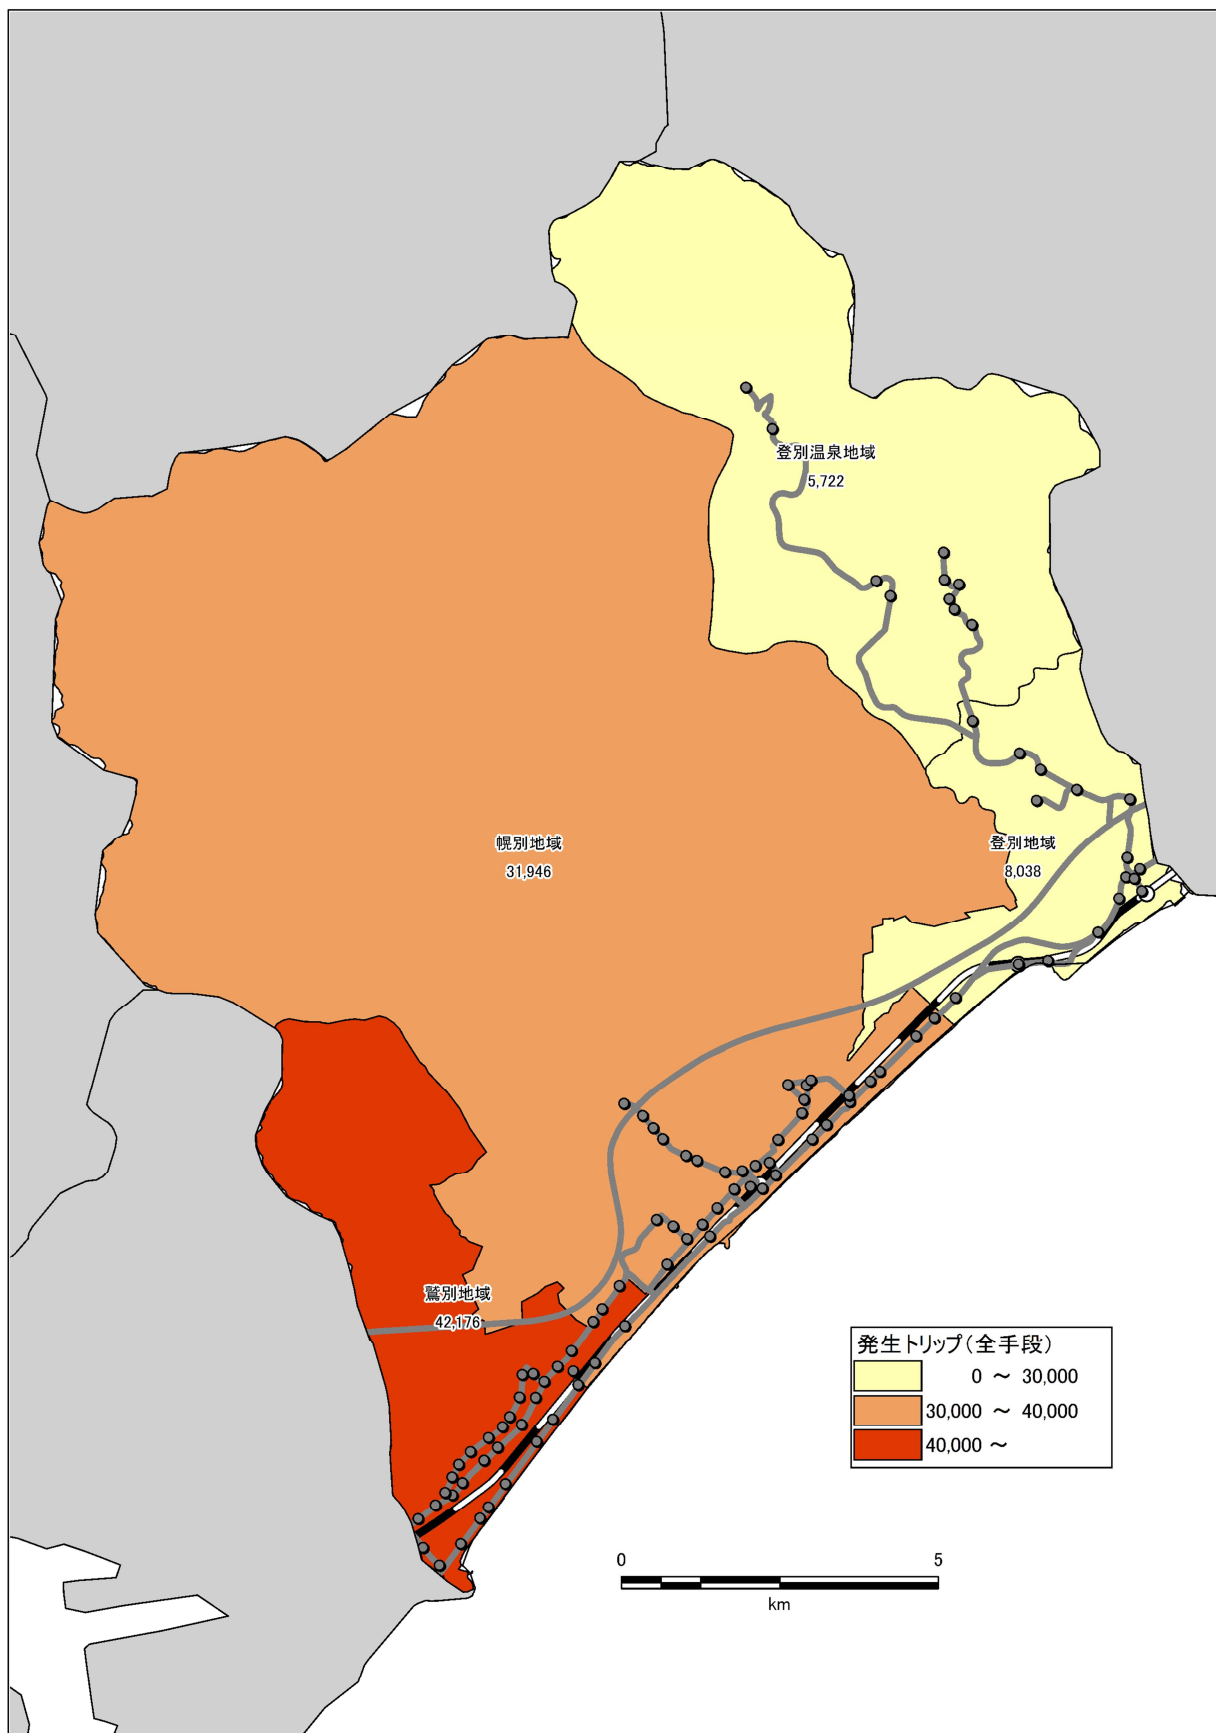 登別温泉地域
5,722
幌別地域
31,946
登別地域
8,038
鷲別地域
42,176
発生トリップ(全手段)
0 ～ 30,000
30,000 ～ 40,000
40,000 ～
0 5
km